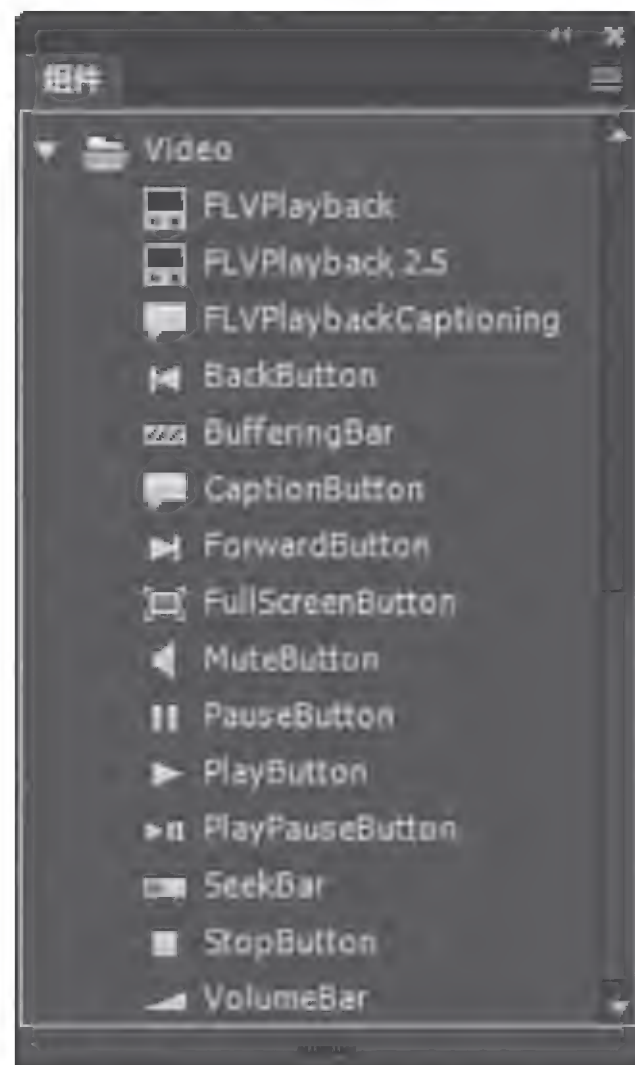 组件
Video
FLVPlayback
FLVPlayback 2.5
FLVPlaybackCaptioning
BackButton
BufferingBar
CaptionButton
ForwardButton
FullScreenButton
MuteButton
PauseButton
PlayButton
PlayPauseButton
SeekBar
StopButton
VolumeBar